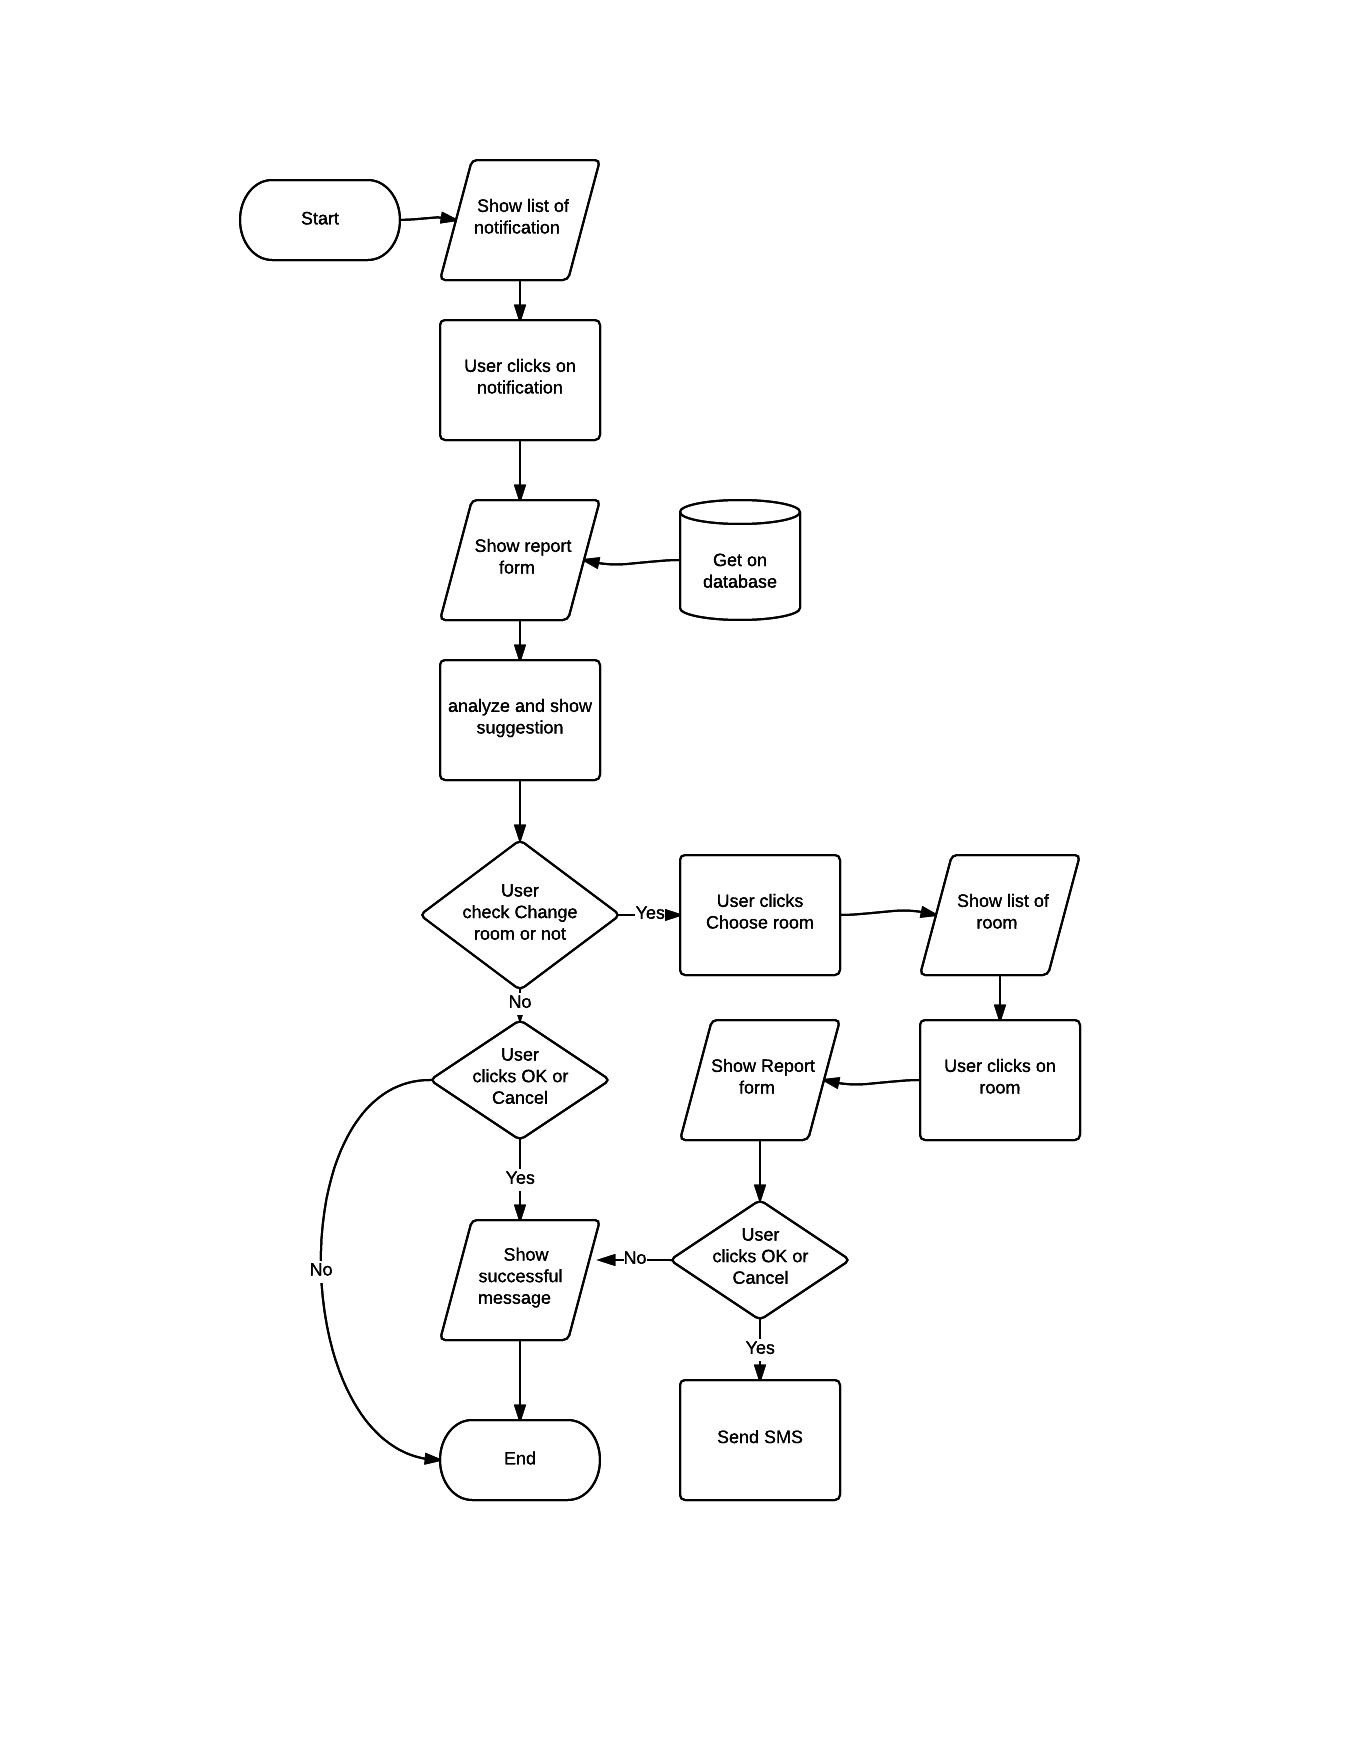 Start
Show list of
notification
User clicks on
notification
Show report
form
Get on
database
analyze and show
suggestion
User
check Change
room or not
Yes
User clicks
Choose room
Show list of
room
No
User
clicks OK or
Cancel
Show Report
form
User clicks on
room
Yes
No
Show
successful
message
No
User
clicks OK or
Cancel
Yes
Send SMS
End